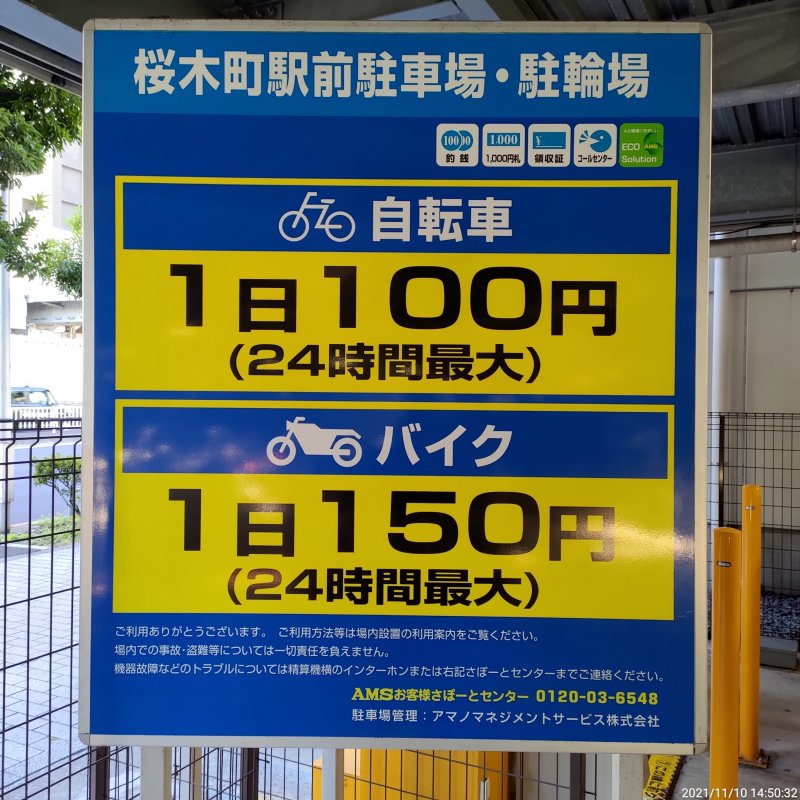 桜木町駅前駐車場・駐輪場
10000 1,000 ¥ 人と環境にやさしい
ECO AMS
Solution
釣銭 1,000円札 領収証 コールセンター
自転車
1日100円
(24時間最大)
バイク
1日150円
(24時間最大)
ご利用ありがとうございます。 ご利用方法等は場内設置の利用案内をご覧ください。
場内での事故・盗難等については一切責任を負えません。
機器故障などのトラブルについては精算機横のインターホンまたは右記さぽーとセンターまでご連絡ください。
AMSお客様さぽーとセンター 0120-03-6548
駐車場管理：アマノマネジメントサービス株式会社
2021/11/10 14:50:32